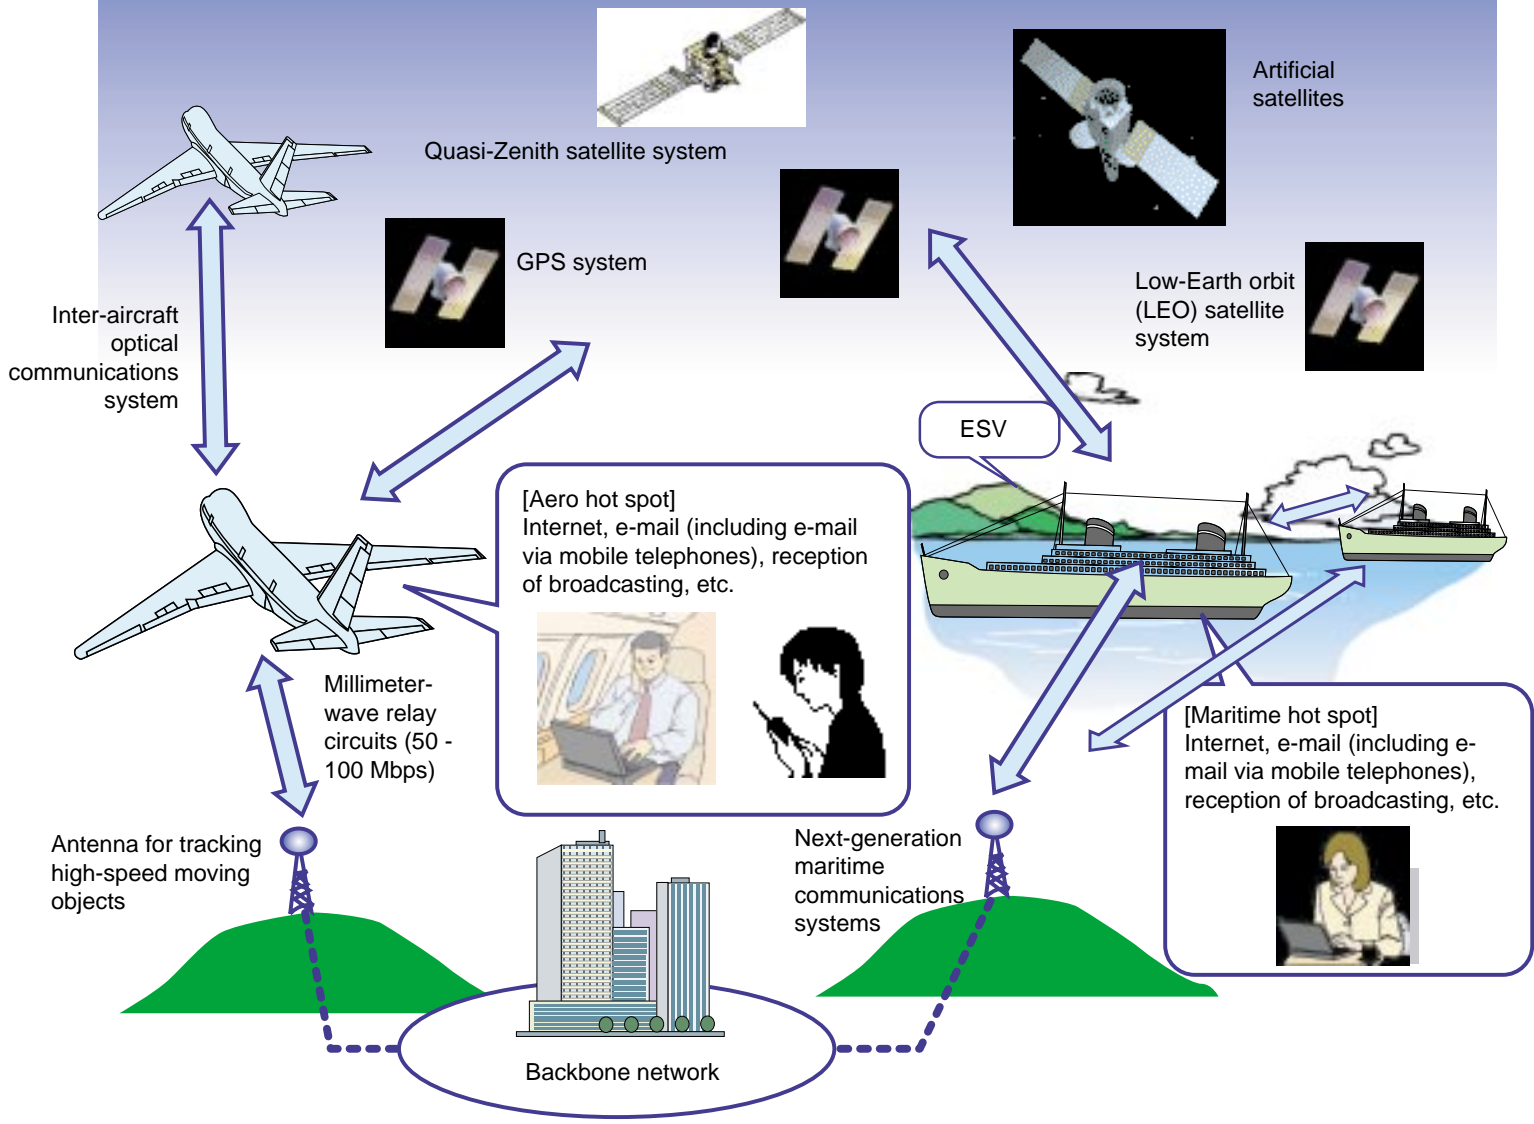 Artificial
satellites
Quasi-Zenith satellite system
GPS system
Low-Earth orbit
(LEO) satellite
system
Inter-aircraft
optical
communications
system
ESV
[Aero hot spot]
Internet, e-mail (including e-mail
via mobile telephones), reception
of broadcasting, etc.
Millimeter-
wave relay
circuits (50 -
100 Mbps)
[Maritime hot spot]
Internet, e-mail (including e-
mail via mobile telephones),
reception of broadcasting, etc.
Antenna for tracking
high-speed moving
objects
Next-generation
maritime
communications
systems
Backbone network